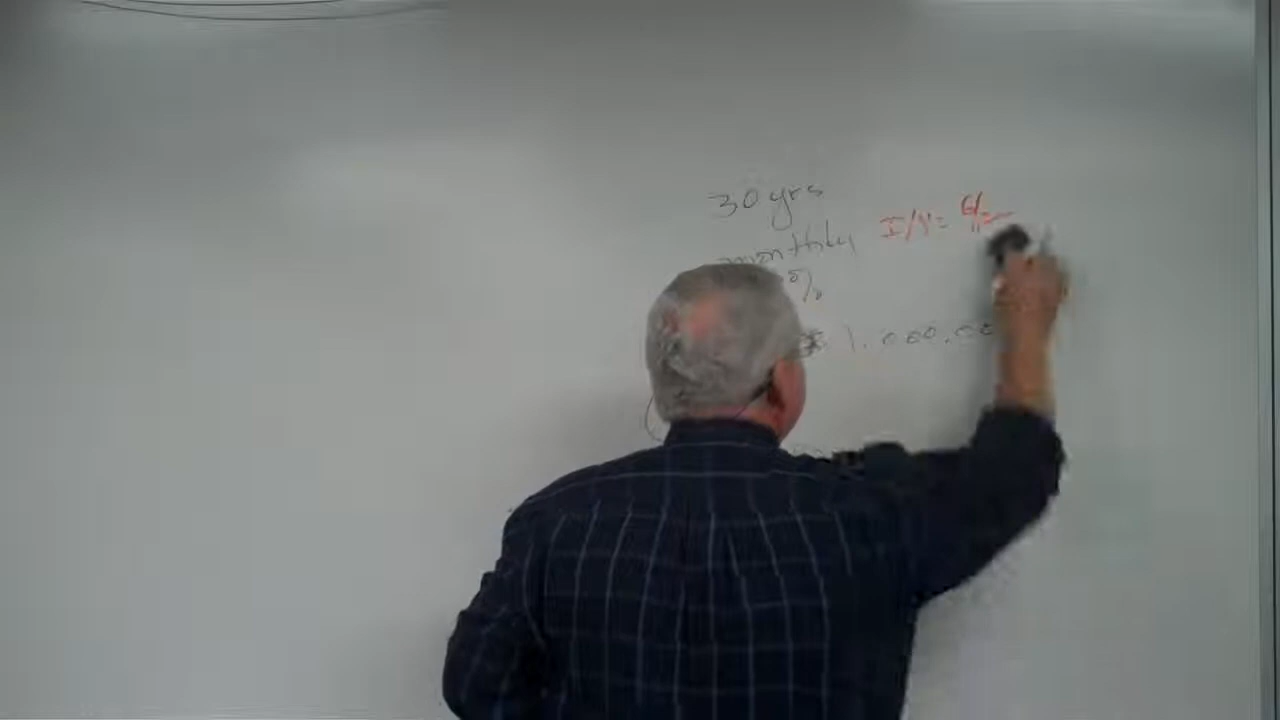 30 yrs
monthly I/Y = 6/12
%
$ 1,000,00